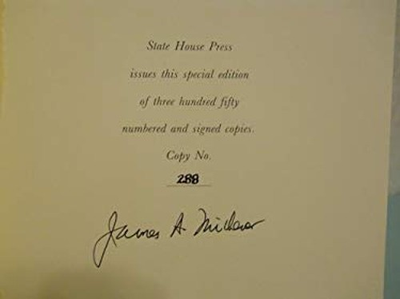 State House Press
issues this special edition
of three hundred fifty
numbered and signed copies.
Copy No.
288
James A. Michener